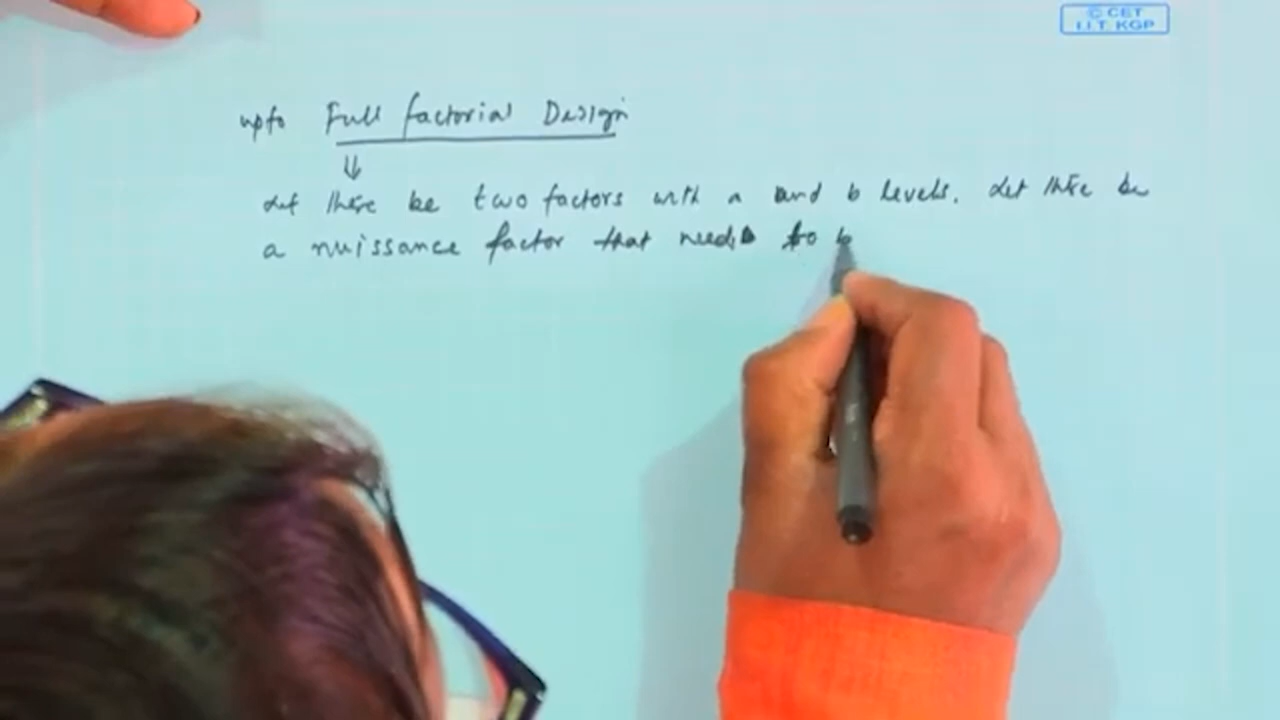 © CET
I.I.T. KGP
upto Full factorial Design
Let there be two factors with a and b levels. Let there be
a nuissance factor that needs to b